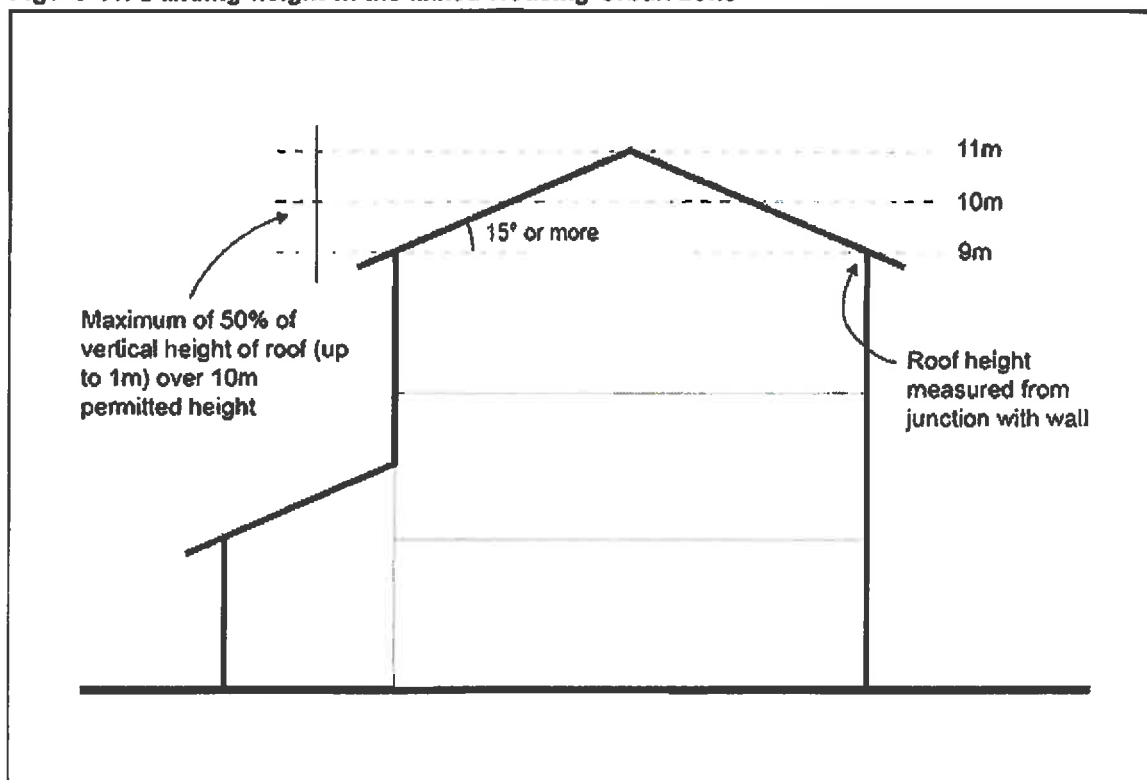 11m
10m
15° or more
9m
Maximum of 50% of
vertical height of roof (up
to 1m) over 10m
permitted height
Roof height
measured from
junction with wall